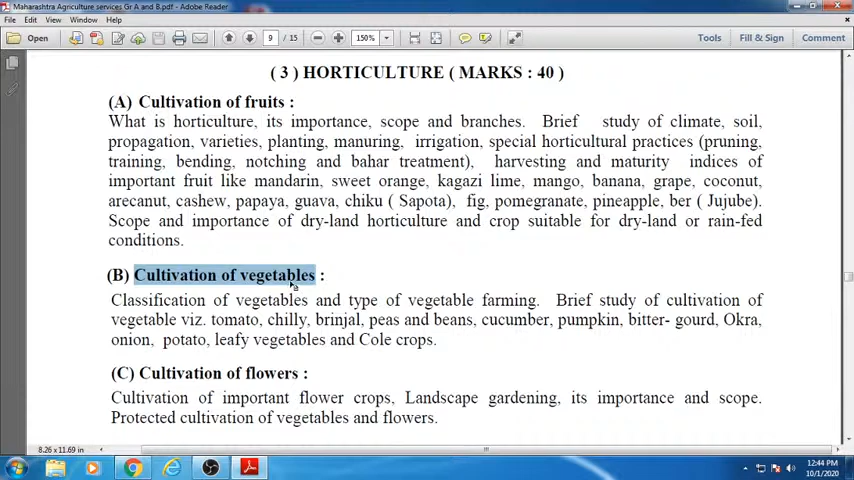 Maharashtra Agriculture services Gr A and B.pdf - Adobe Reader
File Edit View Window Help
Open 9 / 15 150% Tools Fill & Sign Comment
( 3 ) HORTICULTURE ( MARKS : 40 )
(A) Cultivation of fruits :
What is horticulture, its importance, scope and branches. Brief study of climate, soil,
propagation, varieties, planting, manuring, irrigation, special horticultural practices (pruning,
training, bending, notching and bahar treatment), harvesting and maturity indices of
important fruit like mandarin, sweet orange, kagazi lime, mango, banana, grape, coconut,
arecanut, cashew, papaya, guava, chiku ( Sapota), fig, pomegranate, pineapple, ber ( Jujube).
Scope and importance of dry-land horticulture and crop suitable for dry-land or rain-fed
conditions.
(B) Cultivation of vegetables :
Classification of vegetables and type of vegetable farming. Brief study of cultivation of
vegetable viz. tomato, chilly, brinjal, peas and beans, cucumber, pumpkin, bitter- gourd, Okra,
onion, potato, leafy vegetables and Cole crops.
(C) Cultivation of flowers :
Cultivation of important flower crops, Landscape gardening, its importance and scope.
Protected cultivation of vegetables and flowers.
8.26 x 11.69 in
12:44 PM
10/1/2020